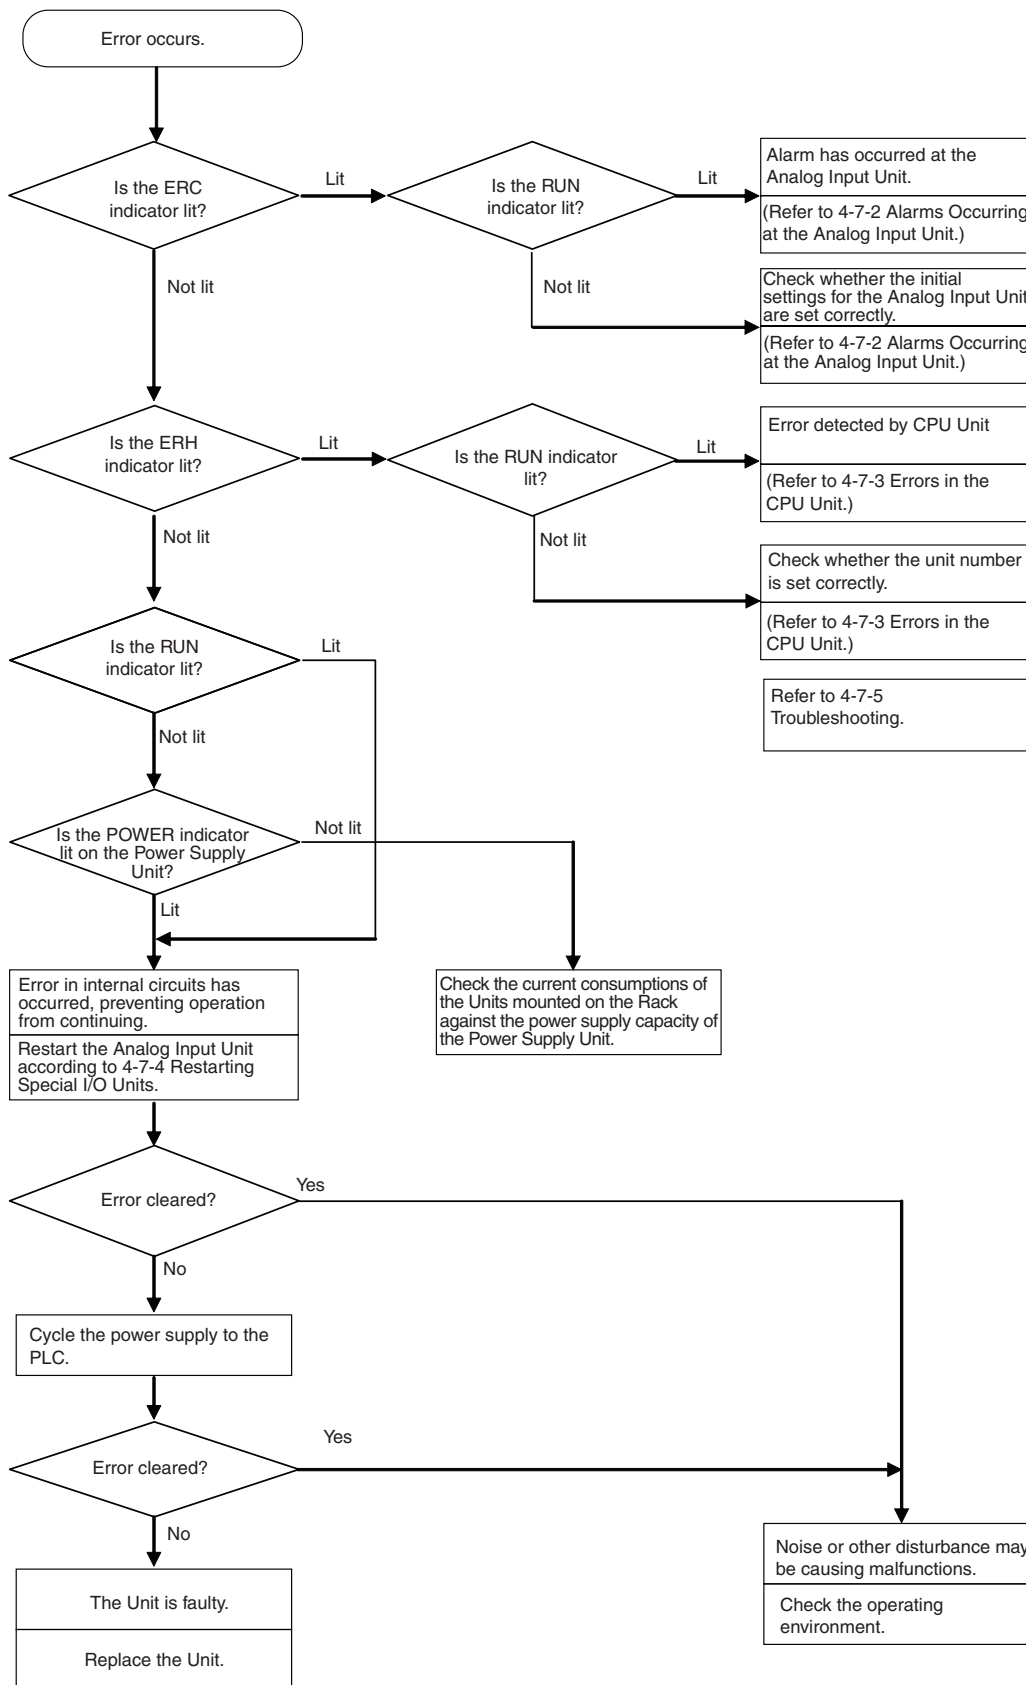 Error occurs.
Is the ERC
indicator lit?
Lit
Is the RUN
indicator lit?
Lit
Alarm has occurred at the
Analog Input Unit.
(Refer to 4-7-2 Alarms Occurring
at the Analog Input Unit.)
Not lit
Not lit
Check whether the initial
settings for the Analog Input Unit
are set correctly.
(Refer to 4-7-2 Alarms Occurring
at the Analog Input Unit.)
Is the ERH
indicator lit?
Lit
Is the RUN indicator
lit?
Lit
Error detected by CPU Unit
(Refer to 4-7-3 Errors in the
CPU Unit.)
Not lit
Not lit
Check whether the unit number
is set correctly.
(Refer to 4-7-3 Errors in the
CPU Unit.)
Is the RUN
indicator lit?
Lit
Refer to 4-7-5
Troubleshooting.
Not lit
Is the POWER indicator
lit on the Power Supply
Unit?
Not lit
Lit
Error in internal circuits has
occurred, preventing operation
from continuing.
Restart the Analog Input Unit
according to 4-7-4 Restarting
Special I/O Units.
Check the current consumptions of
the Units mounted on the Rack
against the power supply capacity of
the Power Supply Unit.
Error cleared?
Yes
No
Cycle the power supply to the
PLC.
Error cleared?
Yes
No
The Unit is faulty.
Replace the Unit.
Noise or other disturbance may
be causing malfunctions.
Check the operating
environment.